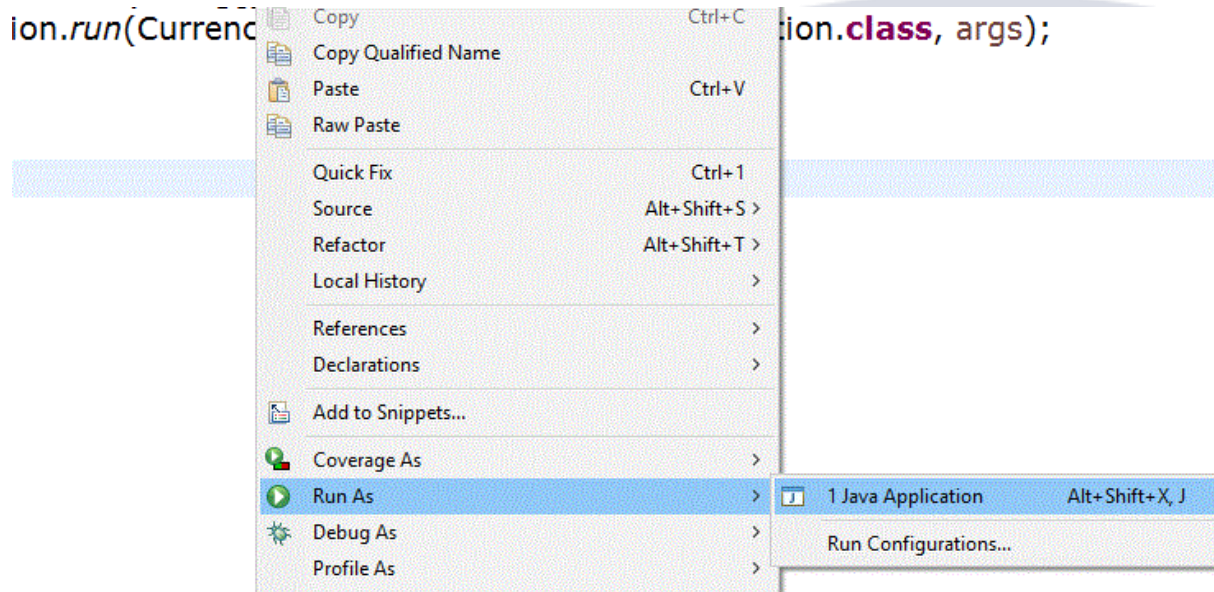 Copy Ctrl+C
ion.run(Currenc ion.class, args);
Copy Qualified Name
Paste Ctrl+V
Raw Paste
Quick Fix Ctrl+1
Source Alt+Shift+S >
Refactor Alt+Shift+T >
Local History >
References >
Declarations >
Add to Snippets...
Coverage As >
Run As >
1 Java Application Alt+Shift+X, J
Debug As >
Run Configurations...
Profile As >